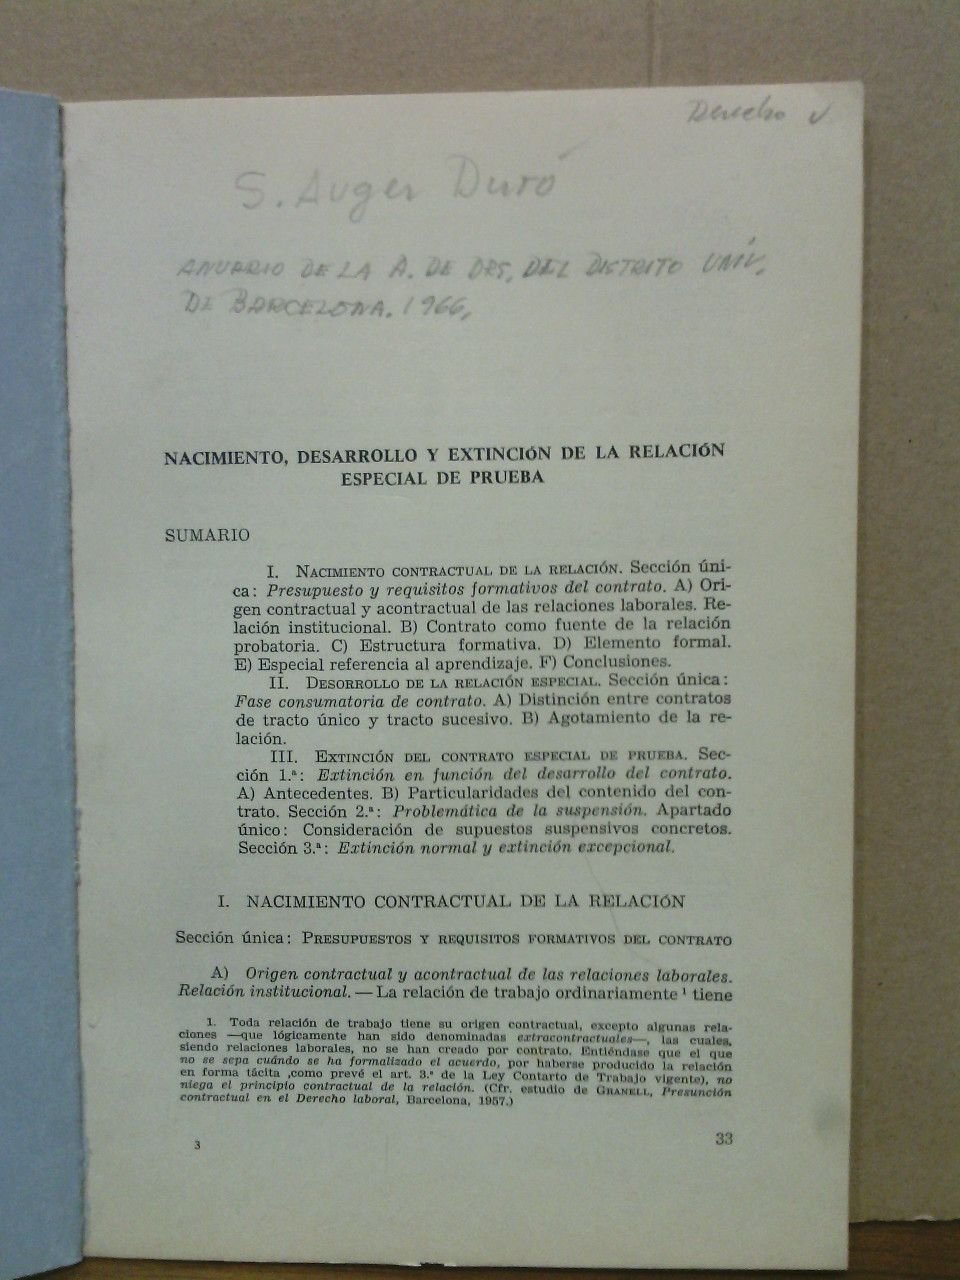 Derecho
S. Auger Duró
ANUARIO DE LA A. DE DRS. DEL DISTRITO UNIV.
DE BARCELONA. 1966,
NACIMIENTO, DESARROLLO Y EXTINCIÓN DE LA RELACIÓN
ESPECIAL DE PRUEBA
SUMARIO
I. NACIMIENTO CONTRACTUAL DE LA RELACIÓN. Sección úni-
ca: Presupuesto y requisitos formativos del contrato. A) Ori-
gen contractual y acontractual de las relaciones laborales. Re-
lación institucional. B) Contrato como fuente de la relación
probatoria. C) Estructura formativa. D) Elemento formal.
E) Especial referencia al aprendizaje. F) Conclusiones.
II. DESORROLLO DE LA RELACIÓN ESPECIAL. Sección única:
Fase consumatoria de contrato. A) Distinción entre contratos
de tracto único y tracto sucesivo. B) Agotamiento de la re-
lación.
III. EXTINCIÓN DEL CONTRATO ESPECIAL DE PRUEBA. Sec-
ción 1.ª: Extinción en función del desarrollo del contrato.
A) Antecedentes. B) Particularidades del contenido del con-
trato. Sección 2.ª: Problemática de la suspensión. Apartado
único: Consideración de supuestos suspensivos concretos.
Sección 3.ª: Extinción normal y extinción excepcional.
I. NACIMIENTO CONTRACTUAL DE LA RELACIÓN
Sección única: PRESUPUESTOS Y REQUISITOS FORMATIVOS DEL CONTRATO
A) Origen contractual y acontractual de las relaciones laborales.
Relación institucional. — La relación de trabajo ordinariamente ¹ tiene
1. Toda relación de trabajo tiene su origen contractual, excepto algunas rela-
ciones —que lógicamente han sido denominadas extracontractuales—, las cuales,
siendo relaciones laborales, no se han creado por contrato. Entiéndase que el que
no se sepa cuándo se ha formalizado el acuerdo, por haberse producido la relación
en forma tácita ,como prevé el art. 3.º de la Ley Contarto de Trabajo vigente), no
niega el principio contractual de la relación. (Cfr. estudio de GRANELL, Presunción
contractual en el Derecho laboral, Barcelona, 1957.)
3
33